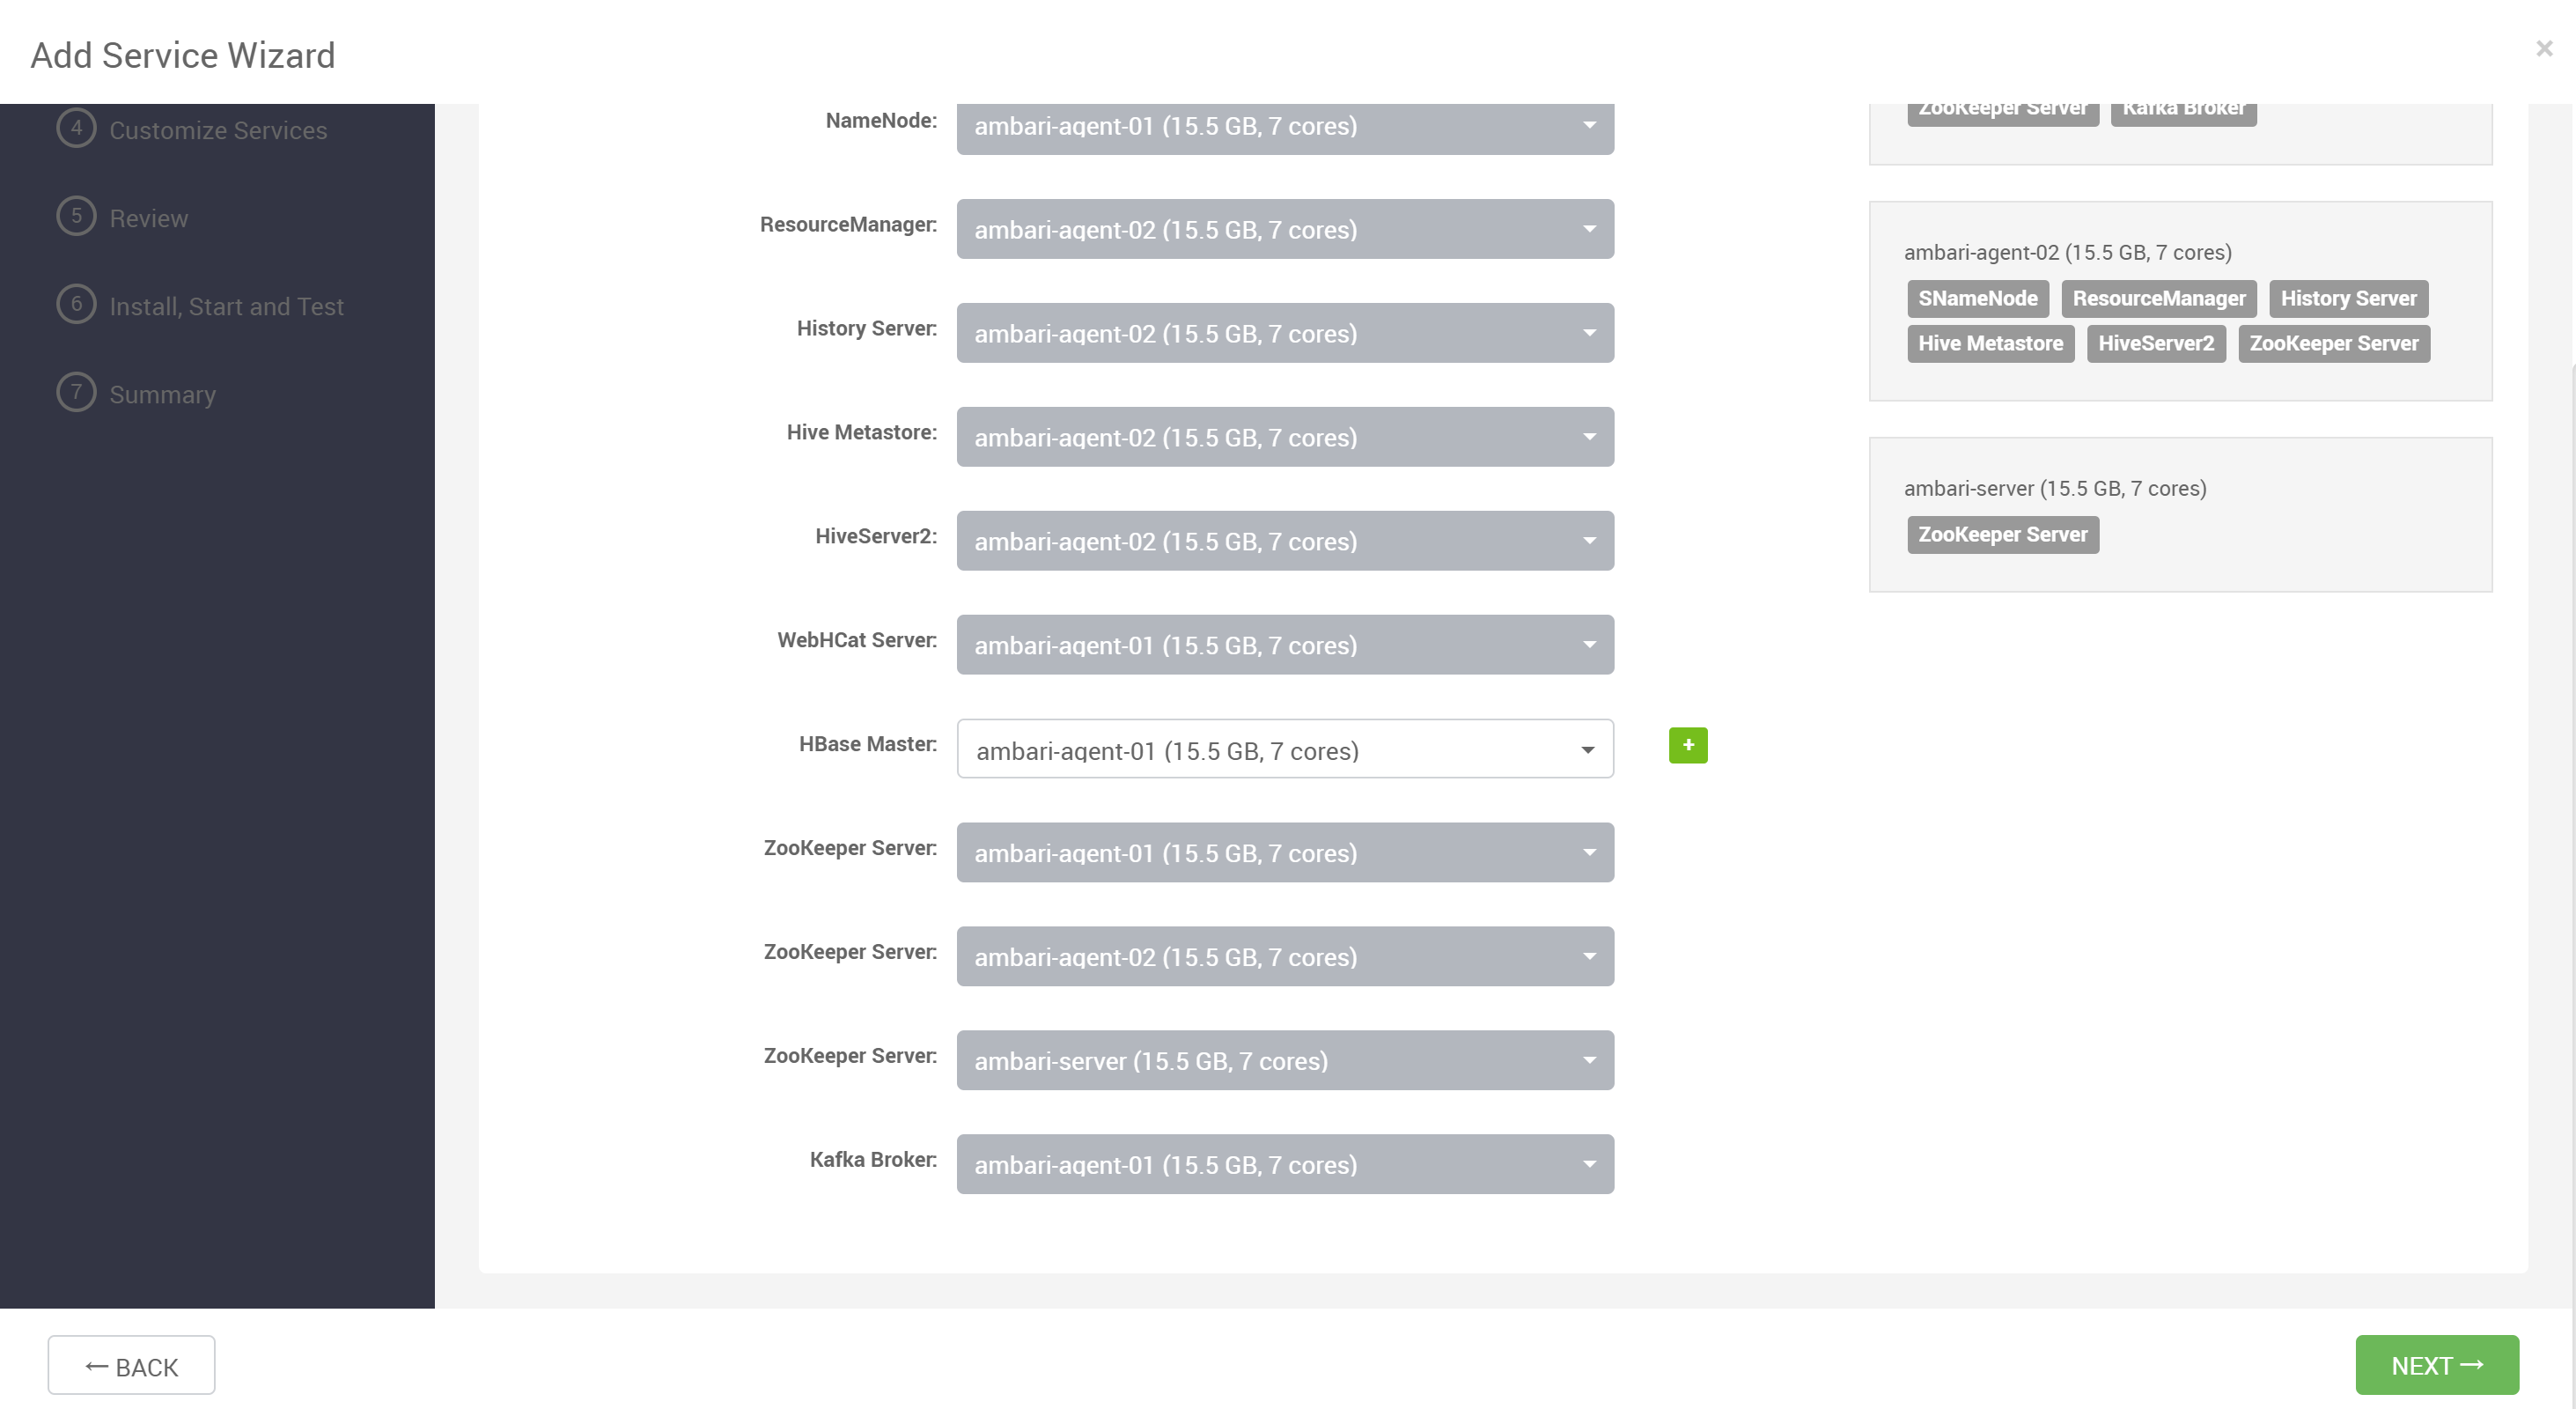 Add Service Wizard
×
4 Customize Services
5 Review
6 Install, Start and Test
7 Summary
NameNode: ambari-agent-01 (15.5 GB, 7 cores)
ResourceManager: ambari-agent-02 (15.5 GB, 7 cores)
History Server: ambari-agent-02 (15.5 GB, 7 cores)
Hive Metastore: ambari-agent-02 (15.5 GB, 7 cores)
HiveServer2: ambari-agent-02 (15.5 GB, 7 cores)
WebHCat Server: ambari-agent-01 (15.5 GB, 7 cores)
HBase Master: ambari-agent-01 (15.5 GB, 7 cores) +
ZooKeeper Server: ambari-agent-01 (15.5 GB, 7 cores)
ZooKeeper Server: ambari-agent-02 (15.5 GB, 7 cores)
ZooKeeper Server: ambari-server (15.5 GB, 7 cores)
Kafka Broker: ambari-agent-01 (15.5 GB, 7 cores)
ZooKeeper Server Kafka Broker
ambari-agent-02 (15.5 GB, 7 cores)
SNameNode ResourceManager History Server
Hive Metastore HiveServer2 ZooKeeper Server
ambari-server (15.5 GB, 7 cores)
ZooKeeper Server
← BACK
NEXT →